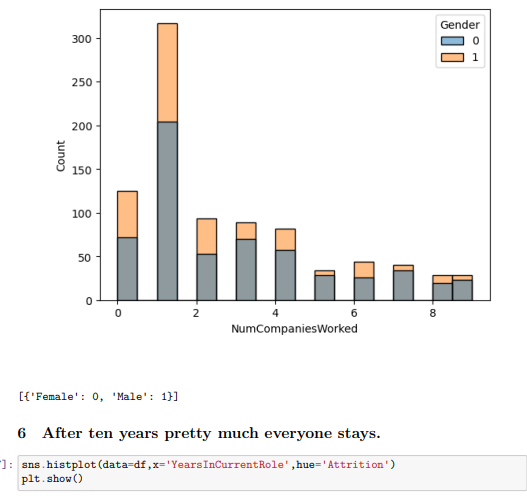 Gender
0
1
300
250
200
150
100
50
0
Count
0 2 4 6 8
NumCompaniesWorked
[{'Female': 0, 'Male': 1}]
6 After ten years pretty much everyone stays.
]: sns.histplot(data=df,x='YearsInCurrentRole',hue='Attrition')
plt.show()